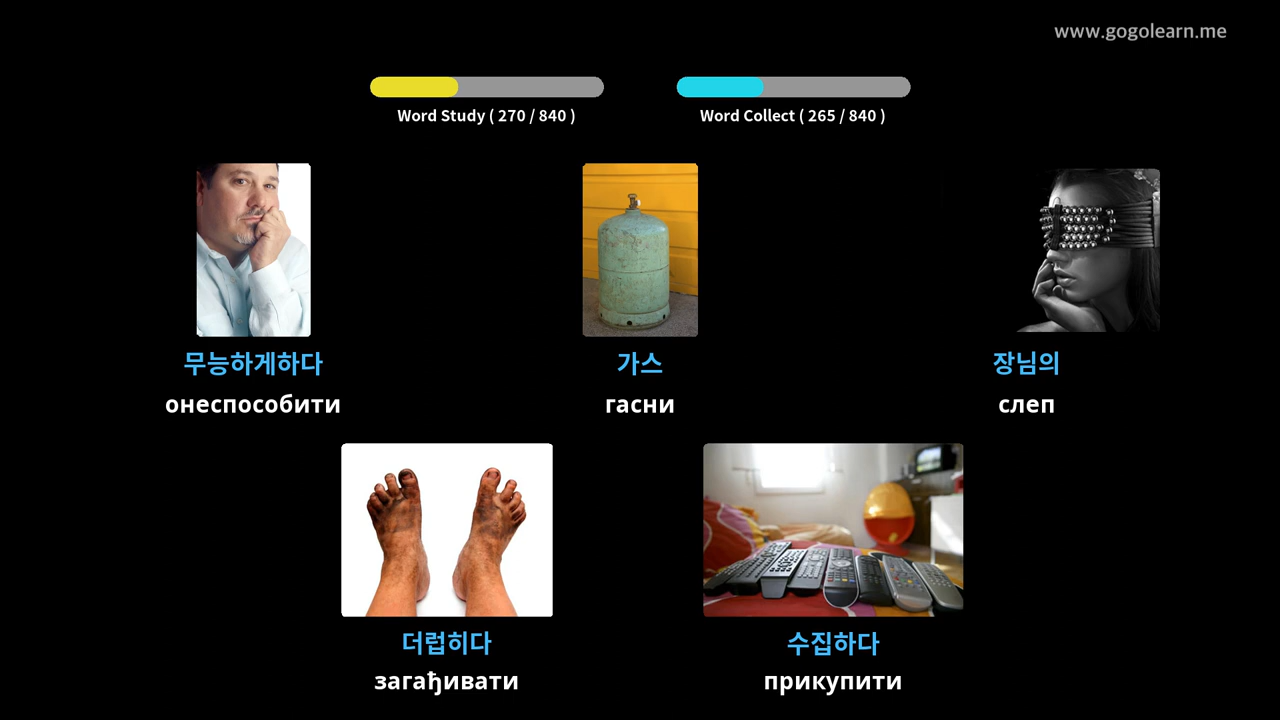 www.gogolearn.me
Word Study ( 270 / 840 )
Word Collect ( 265 / 840 )
무능하게하다
онеспособити
가스
гасни
장님의
слеп
더럽히다
загађивати
수집하다
прикупити